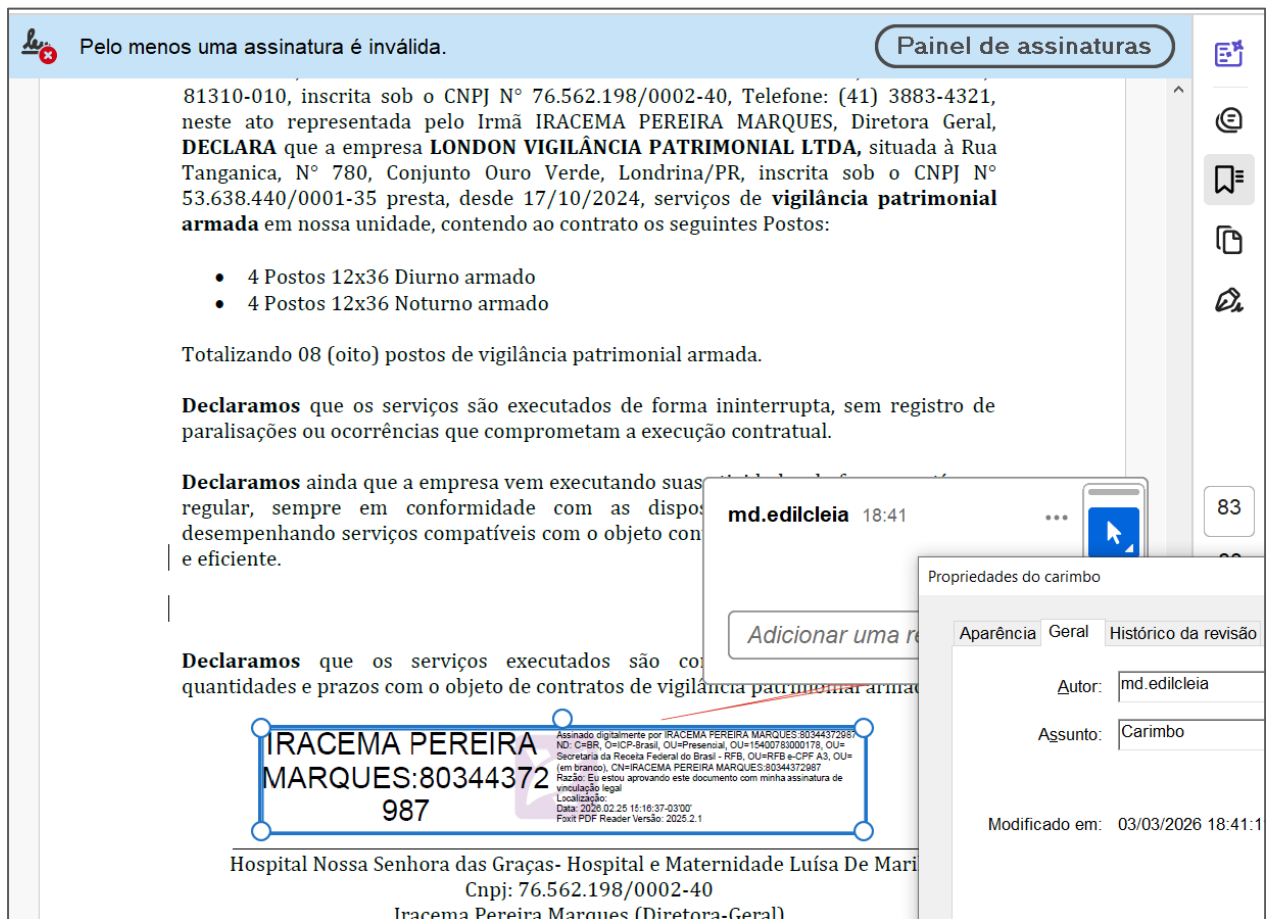 Pelo menos uma assinatura é inválida.
Painel de assinaturas
81310-010, inscrita sob o CNPJ N° 76.562.198/0002-40, Telefone: (41) 3883-4321,
neste ato representada pelo Irmã IRACEMA PEREIRA MARQUES, Diretora Geral,
DECLARA que a empresa LONDON VIGILÂNCIA PATRIMONIAL LTDA, situada à Rua
Tanganica, N° 780, Conjunto Ouro Verde, Londrina/PR, inscrita sob o CNPJ N°
53.638.440/0001-35 presta, desde 17/10/2024, serviços de vigilância patrimonial
armada em nossa unidade, contendo ao contrato os seguintes Postos:
• 4 Postos 12x36 Diurno armado
• 4 Postos 12x36 Noturno armado
Totalizando 08 (oito) postos de vigilância patrimonial armada.
Declaramos que os serviços são executados de forma ininterrupta, sem registro de
paralisações ou ocorrências que comprometam a execução contratual.
Declaramos ainda que a empresa vem executando suas
regular, sempre em conformidade com as dispos
desempenhando serviços compatíveis com o objeto con
e eficiente.
md.edilcleia 18:41
83
Adicionar uma re
Propriedades do carimbo
Aparência Geral Histórico da revisão
Autor: md.edilcleia
Assunto: Carimbo
Modificado em: 03/03/2026 18:41:1
Declaramos que os serviços executados são con
quantidades e prazos com o objeto de contratos de vigilância patrimonial armad
IRACEMA PEREIRA
MARQUES:80344372
987
Assinado digitalmente por IRACEMA PEREIRA MARQUES:80344372987
ND: C=BR, O=ICP-Brasil, OU=Presencial, OU=15400783000178, OU=
Secretaria da Receita Federal do Brasil - RFB, OU=RFB e-CPF A3, OU=
(em branco), CN=IRACEMA PEREIRA MARQUES:80344372987
Razão: Eu estou aprovando este documento com minha assinatura de
vinculação legal
Localização:
Data: 2026.02.25 15:16:37-03'00'
Foxit PDF Reader Versão: 2025.2.1
Hospital Nossa Senhora das Graças- Hospital e Maternidade Luísa De Mari
Cnpj: 76.562.198/0002-40
Iracema Pereira Marques (Diretora-Geral)